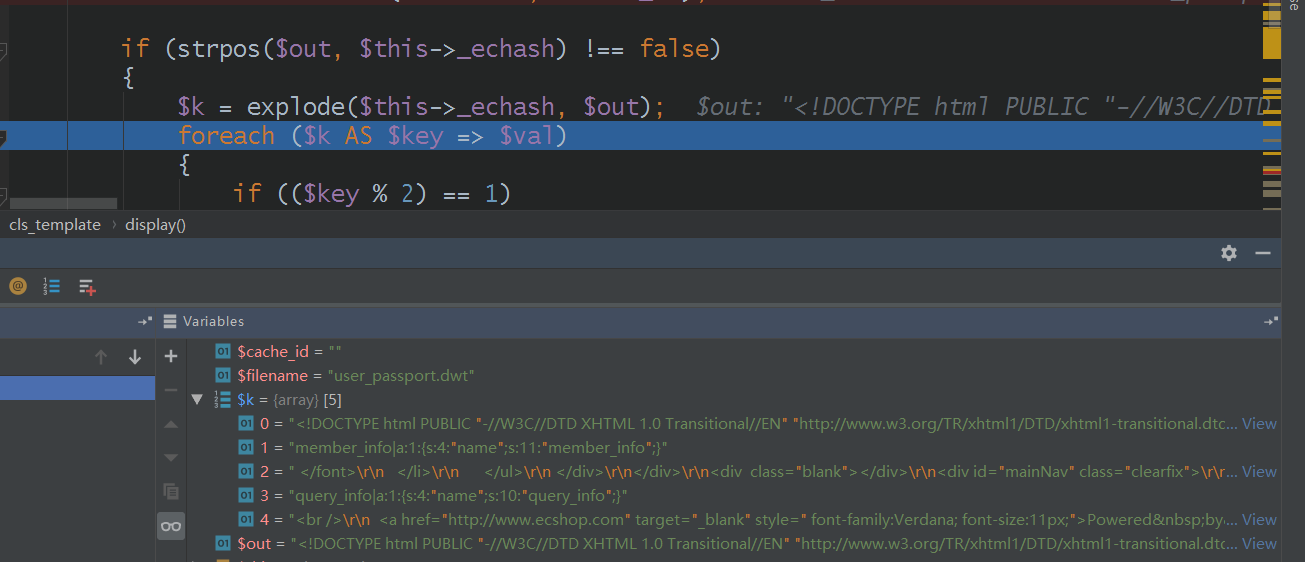 if (strpos($out, $this->_echash) !== false)
{
$k = explode($this->_echash, $out); $out: "<!DOCTYPE html PUBLIC "-//W3C//DTD
foreach ($k AS $key => $val)
{
if (($key % 2) == 1)
cls_template › display()
Variables
$cache_id = ""
$filename = "user_passport.dwt"
$k = {array} [5]
0 = "<!DOCTYPE html PUBLIC "-//W3C//DTD XHTML 1.0 Transitional//EN" "http://www.w3.org/TR/xhtml1/DTD/xhtml1-transitional.dtc... View
1 = "member_info|a:1:{s:4:"name";s:11:"member_info";}"
2 = " </font>\r\n </li>\r\n </ul>\r\n </div>\r\n</div>\r\n<div class="blank"></div>\r\n<div id="mainNav" class="clearfix">\r\r... View
3 = "query_info|a:1:{s:4:"name";s:10:"query_info";}"
4 = "<br />\r\n <a href="http://www.ecshop.com" target="_blank" style=" font-family:Verdana; font-size:11px;">Powered&nbsp;by... View
$out = "<!DOCTYPE html PUBLIC "-//W3C//DTD XHTML 1.0 Transitional//EN" "http://www.w3.org/TR/xhtml1/DTD/xhtml1-transitional.dtc... View